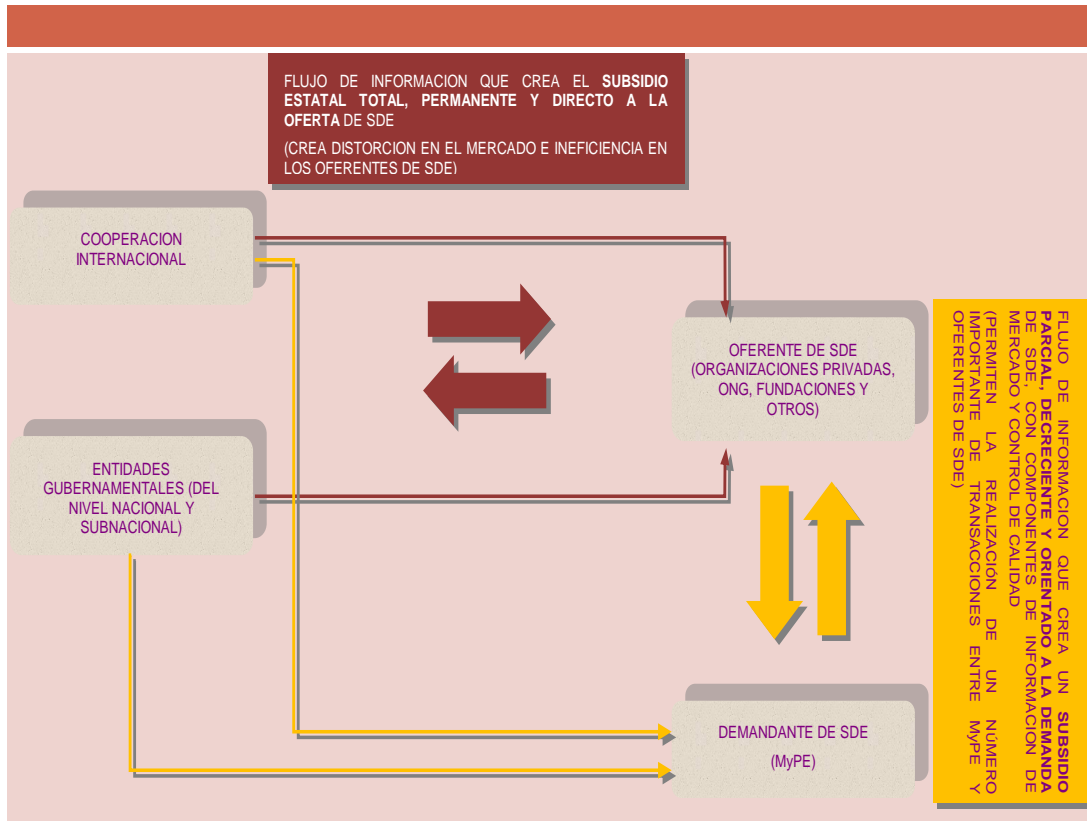 FLUJO DE INFORMACION QUE CREA EL SUBSIDIO
ESTATAL TOTAL, PERMANENTE Y DIRECTO A LA
OFERTA DE SDE
(CREA DISTORCION EN EL MERCADO E INEFICIENCIA EN
LOS OFERENTES DE SDE)
COOPERACION
INTERNACIONAL
OFERENTE DE SDE
(ORGANIZACIONES PRIVADAS,
ONG, FUNDACIONES Y
OTROS)
ENTIDADES
GUBERNAMENTALES (DEL
NIVEL NACIONAL Y
SUBNACIONAL)
DEMANDANTE DE SDE
(MyPE)
FLUJO DE INFORMACION QUE CREA UN SUBSIDIO
PARCIAL, DECRECIENTE Y ORIENTADO A LA DEMANDA
DE SDE, CON COMPONENTES DE INFORMACION DE
MERCADO Y CONTROL DE CALIDAD
(PERMITEN LA REALIZACIÓN DE UN NÚMERO
IMPORTANTE DE TRANSACCIONES ENTRE MyPE Y
OFERENTES DE SDE)